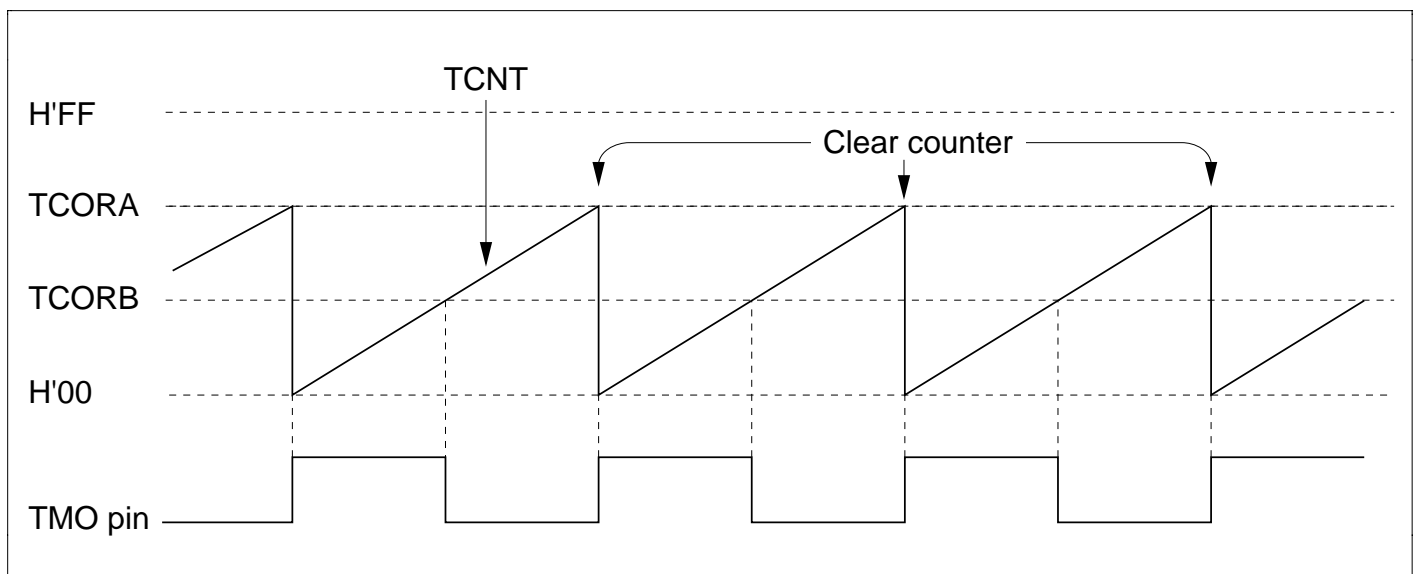 TCNT
H'FF
Clear counter
TCORA
TCORB
H'00
TMO pin